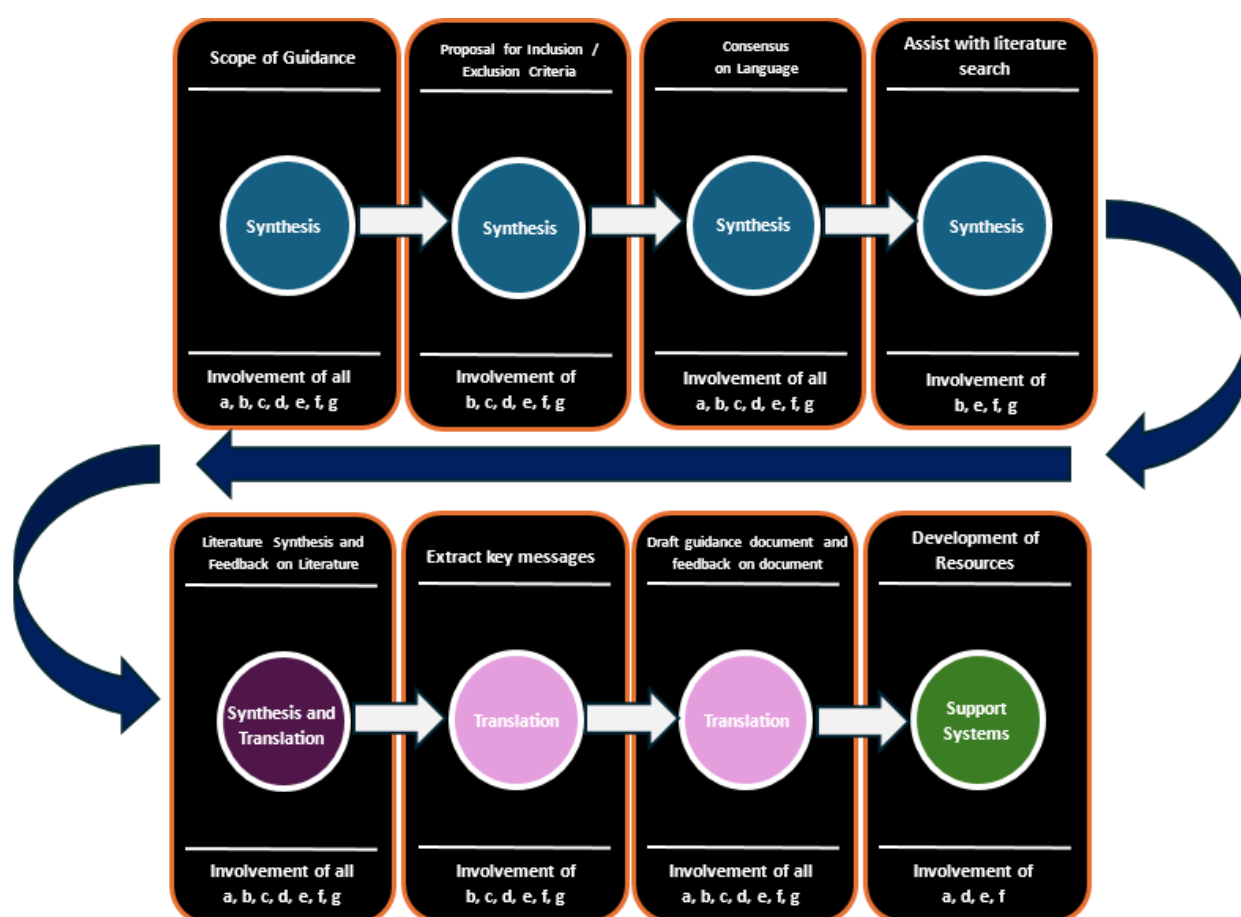 Scope of Guidance
Synthesis
Involvement of all
a, b, c, d, e, f, g
Proposal for Inclusion /
Exclusion Criteria
Synthesis
Involvement of
b, c, d, e, f, g
Consensus
on Language
Synthesis
Involvement of all
a, b, c, d, e, f, g
Assist with literature
search
Synthesis
Involvement of
b, e, f, g
Literature Synthesis and
Feedback on Literature
Synthesis and
Translation
Involvement of all
a, b, c, d, e, f, g
Extract key messages
Translation
Involvement of
b, c, d, e, f, g
Draft guidance document and
feedback on document
Translation
Involvement of all
a, b, c, d, e, f, g
Development of
Resources
Support
Systems
Involvement of
a, d, e, f